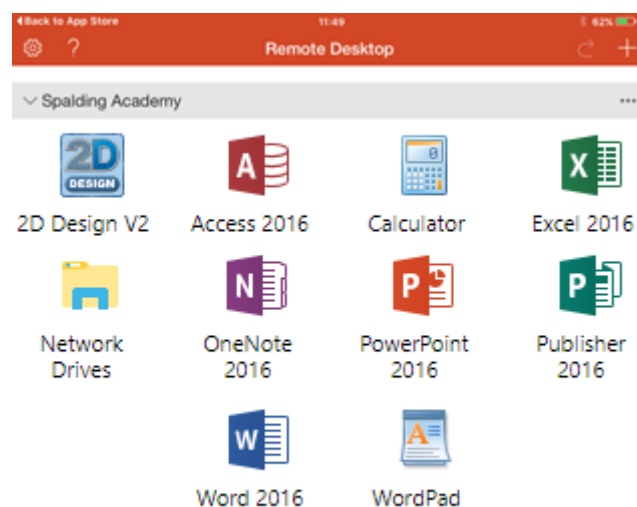 Back to App Store 11:49 62%
? Remote Desktop +
Spalding Academy ...
2D DESIGN A 0 X
2D Design V2 Access 2016 Calculator Excel 2016
N P P
Network OneNote PowerPoint Publisher
Drives 2016 2016 2016
W A
Word 2016 WordPad